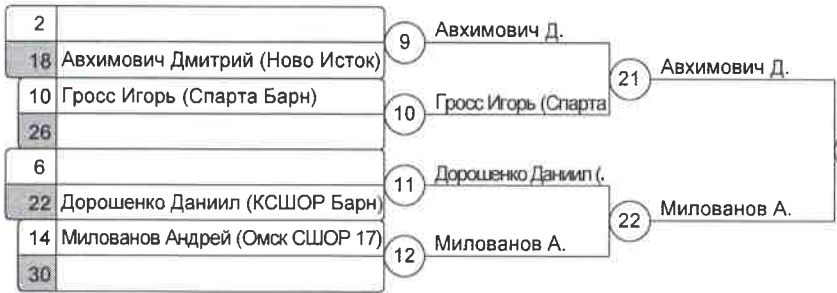 2
18 Авхимович Дмитрий (Ново Исток)
9 Авхимович Д.
10 Гросс Игорь (Спарта Барн)
26
10 Гросс Игорь (Спарта
21 Авхимович Д.
6
22 Дорошенко Даниил (КСШОР Барн)
11 Дорошенко Даниил (.
14 Милованов Андрей (Омск СШОР 17)
30
12 Милованов А.
22 Милованов А.